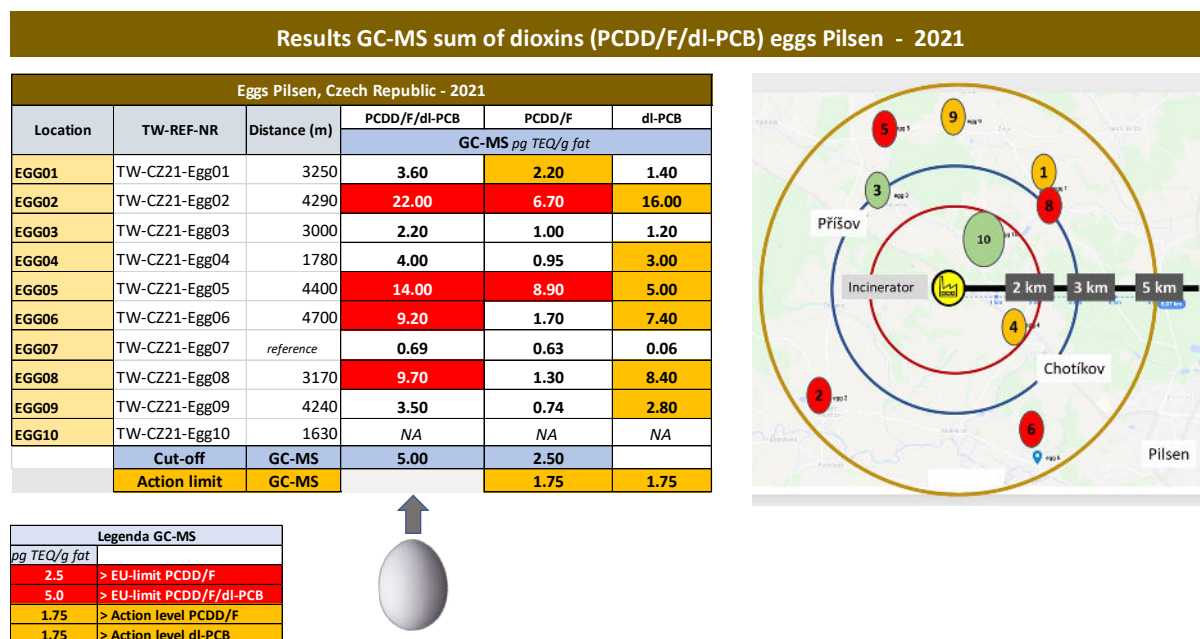 Results GC-MS sum of dioxins (PCDD/F/dl-PCB) eggs Pilsen - 2021
Eggs Pilsen, Czech Republic - 2021
Location TW-REF-NR Distance (m) PCDD/F/dl-PCB PCDD/F dl-PCB
GC-MS pg TEQ/g fat
EGG01 TW-CZ21-Egg01 3250 3.60 2.20 1.40
EGG02 TW-CZ21-Egg02 4290 22.00 6.70 16.00
EGG03 TW-CZ21-Egg03 3000 2.20 1.00 1.20
EGG04 TW-CZ21-Egg04 1780 4.00 0.95 3.00
EGG05 TW-CZ21-Egg05 4400 14.00 8.90 5.00
EGG06 TW-CZ21-Egg06 4700 9.20 1.70 7.40
EGG07 TW-CZ21-Egg07 reference 0.69 0.63 0.06
EGG08 TW-CZ21-Egg08 3170 9.70 1.30 8.40
EGG09 TW-CZ21-Egg09 4240 3.50 0.74 2.80
EGG10 TW-CZ21-Egg10 1630 NA NA NA
Cut-off GC-MS 5.00 2.50
Action limit GC-MS 1.75 1.75
Legenda GC-MS
pg TEQ/g fat
2.5 > EU-limit PCDD/F
5.0 > EU-limit PCDD/F/dl-PCB
1.75 > Action level PCDD/F
1.75 > Action level dl-PCB
9
5
1
3
8
Příšov
10
Incinerator
2 km 3 km 5 km
4
Chotíkov
2
6
Pilsen